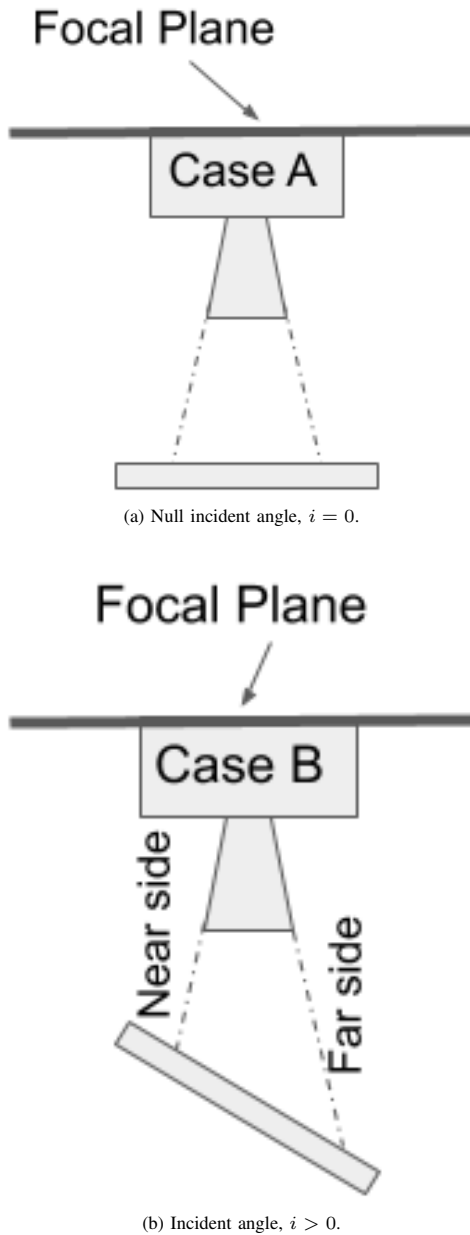 Focal Plane
Case A
(a) Null incident angle, i = 0.
Focal Plane
Case B
Near side
Far side
(b) Incident angle, i > 0.